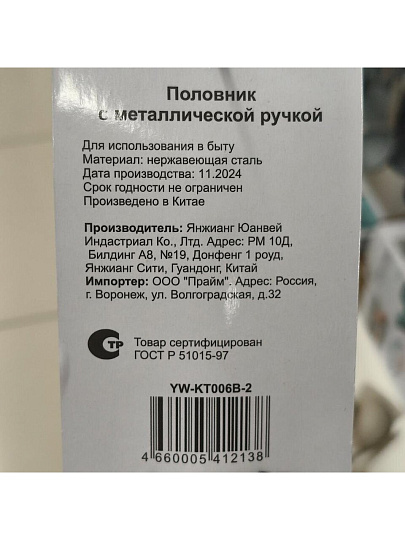 Половник
с металлической ручкой
Для использования в быту
Материал: нержавеющая сталь
Дата производства: 11.2024
Срок годности не ограничен
Произведено в Китае
Производитель: Янжианг Юанвей
Индастриал Ко., Лтд. Адрес: РМ 10Д,
Билдинг А8, №19, Донфенг 1 роуд,
Янжианг Сити, Гуандонг, Китай
Импортер: ООО "Прайм". Адрес: Россия,
г. Воронеж, ул. Волгоградская, д.32
СТР
Товар сертифицирован
ГОСТ Р 51015-97
YW-KT006B-2
4 660005 412138